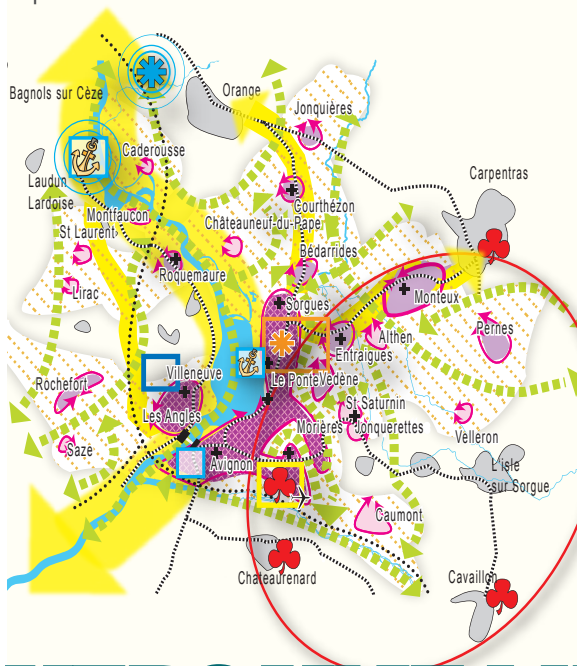 Orange
Bagnols sur Cèze
Jonquières
Caderousse
Carpentras
Laudun
Lardoise
Courthézon
Montfaucon
Châteauneuf-du-Pape
St Laurent
Bédarrides
Roquemaure
Lirac
Sorgues
Monteux
Althen
Pernes
Entraigues
Villeneuve
Le Ponte
Vedène
Rochefort
St Saturnin
Les Angles
Morières
Jonquerettes
Velleron
Saze
Avignon
L'isle
sur Sorgue
Caumont
Chateaurenard
Cavaillon